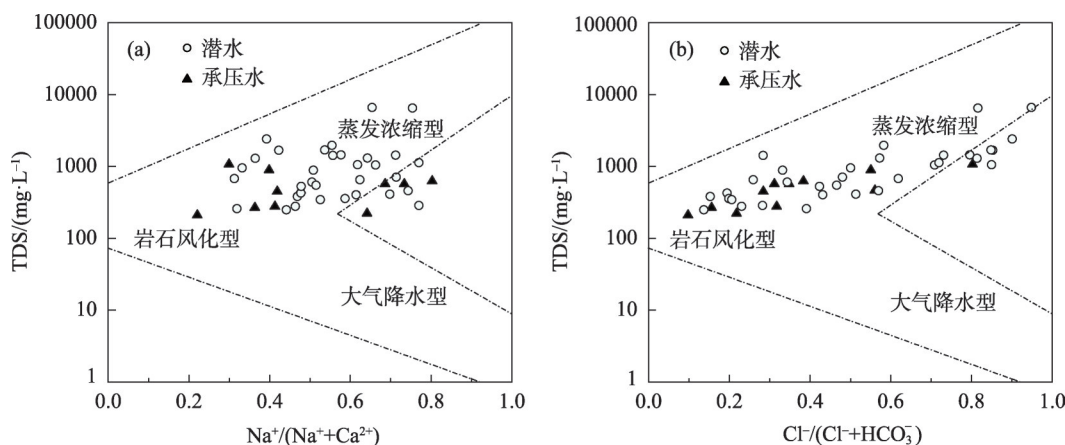 100000
10000
1000
100
10
1
TDS/(mg·L⁻¹)
(a)
○ 潜水
▲ 承压水
蒸发浓缩型
岩石风化型
大气降水型
0.0 0.2 0.4 0.6 0.8 1.0
Na⁺/(Na⁺+Ca²⁺)
100000
10000
1000
100
10
1
TDS/(mg·L⁻¹)
(b)
○ 潜水
▲ 承压水
蒸发浓缩型
岩石风化型
大气降水型
0.0 0.2 0.4 0.6 0.8 1.0
Cl⁻/(Cl⁻+HCO₃⁻)